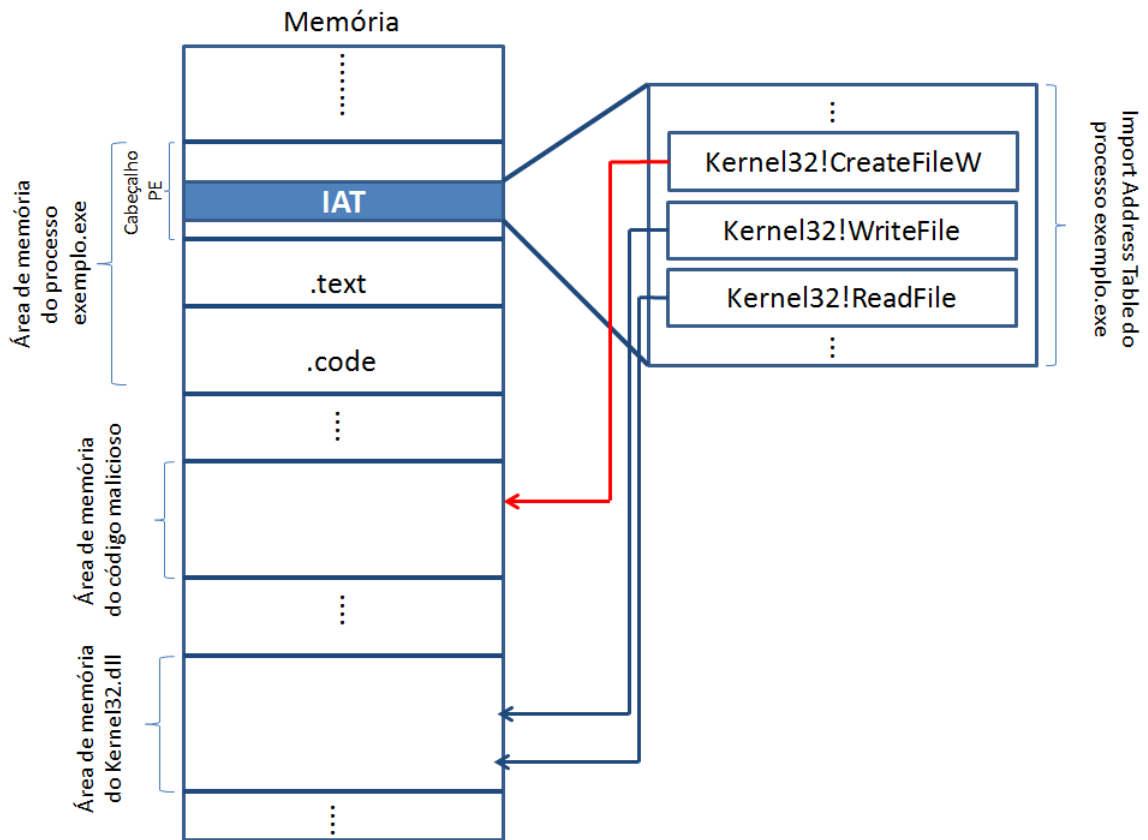 Memória
Área de memória
do processo
exemplo.exe
Cabeçalho
PE
IAT
.text
.code
Área de memória
do código malicioso
Área de memória
do Kernel32.dll
Kernel32!CreateFileW
Kernel32!WriteFile
Kernel32!ReadFile
Import Address Table do
processo exemplo.exe